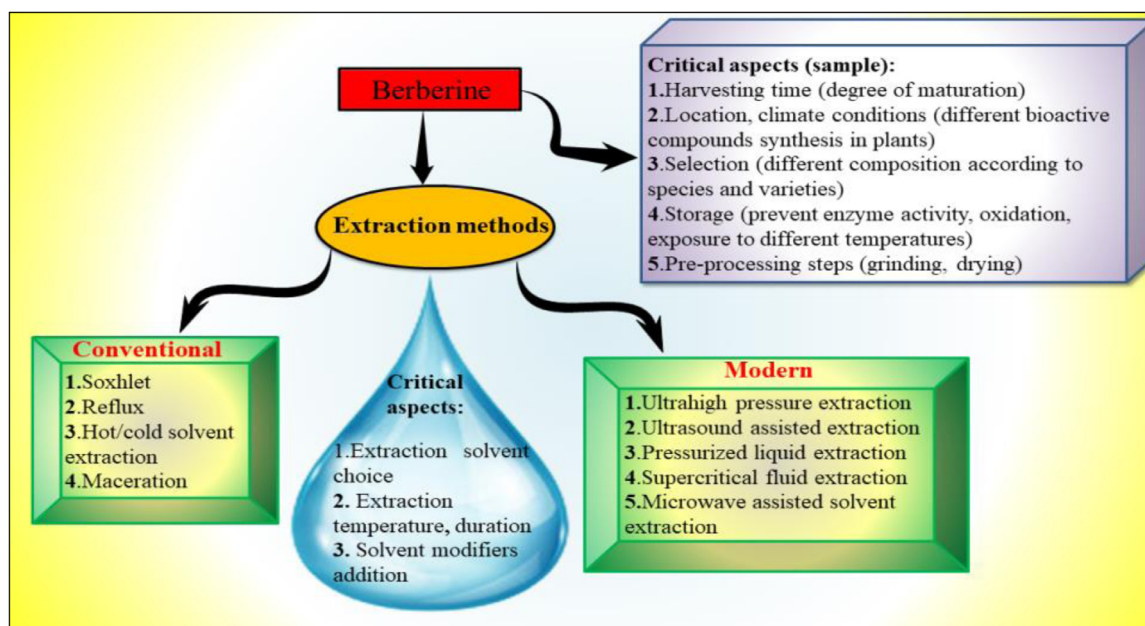 Berberine
Critical aspects (sample):
1.Harvesting time (degree of maturation)
2.Location, climate conditions (different bioactive
compounds synthesis in plants)
3.Selection (different composition according to
species and varieties)
4.Storage (prevent enzyme activity, oxidation,
exposure to different temperatures)
5.Pre-processing steps (grinding, drying)
Extraction methods
Conventional
1.Soxhlet
2.Reflux
3.Hot/cold solvent
extraction
4.Maceration
Critical
aspects:
1.Extraction solvent
choice
2. Extraction
temperature, duration
3. Solvent modifiers
addition
Modern
1.Ultrahigh pressure extraction
2.Ultrasound assisted extraction
3.Pressurized liquid extraction
4.Supercritical fluid extraction
5.Microwave assisted solvent
extraction